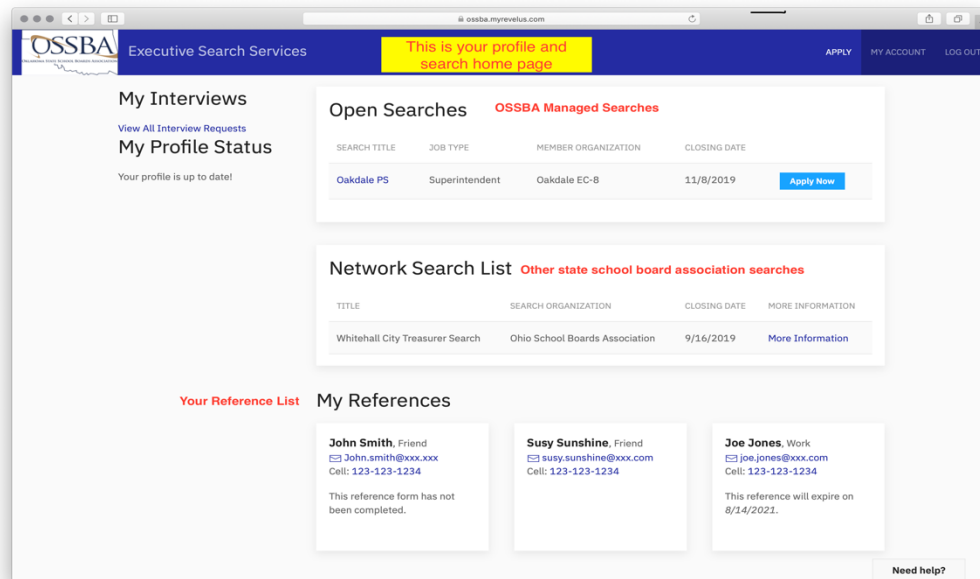 ossba.myrevelus.com
OSSBA
OKLAHOMA STATE SCHOOL BOARDS ASSOCIATION
Executive Search Services
This is your profile and
search home page
APPLY
MY ACCOUNT
LOG OUT
My Interviews
View All Interview Requests
My Profile Status
Your profile is up to date!
Open Searches
OSSBA Managed Searches
SEARCH TITLE JOB TYPE MEMBER ORGANIZATION CLOSING DATE
Oakdale PS Superintendent Oakdale EC-8 11/8/2019 Apply Now
Network Search List Other state school board association searches
TITLE SEARCH ORGANIZATION CLOSING DATE MORE INFORMATION
Whitehall City Treasurer Search Ohio School Boards Association 9/16/2019 More Information
Your Reference List
My References
John Smith, Friend
John.smith@xxx.xxx
Cell: 123-123-1234
This reference form has not
been completed.
Susy Sunshine, Friend
susy.sunshine@xxx.com
Cell: 123-123-1234
Joe Jones, Work
joe.jones@xxx.com
Cell: 123-123-1234
This reference will expire on
8/14/2021.
Need help?